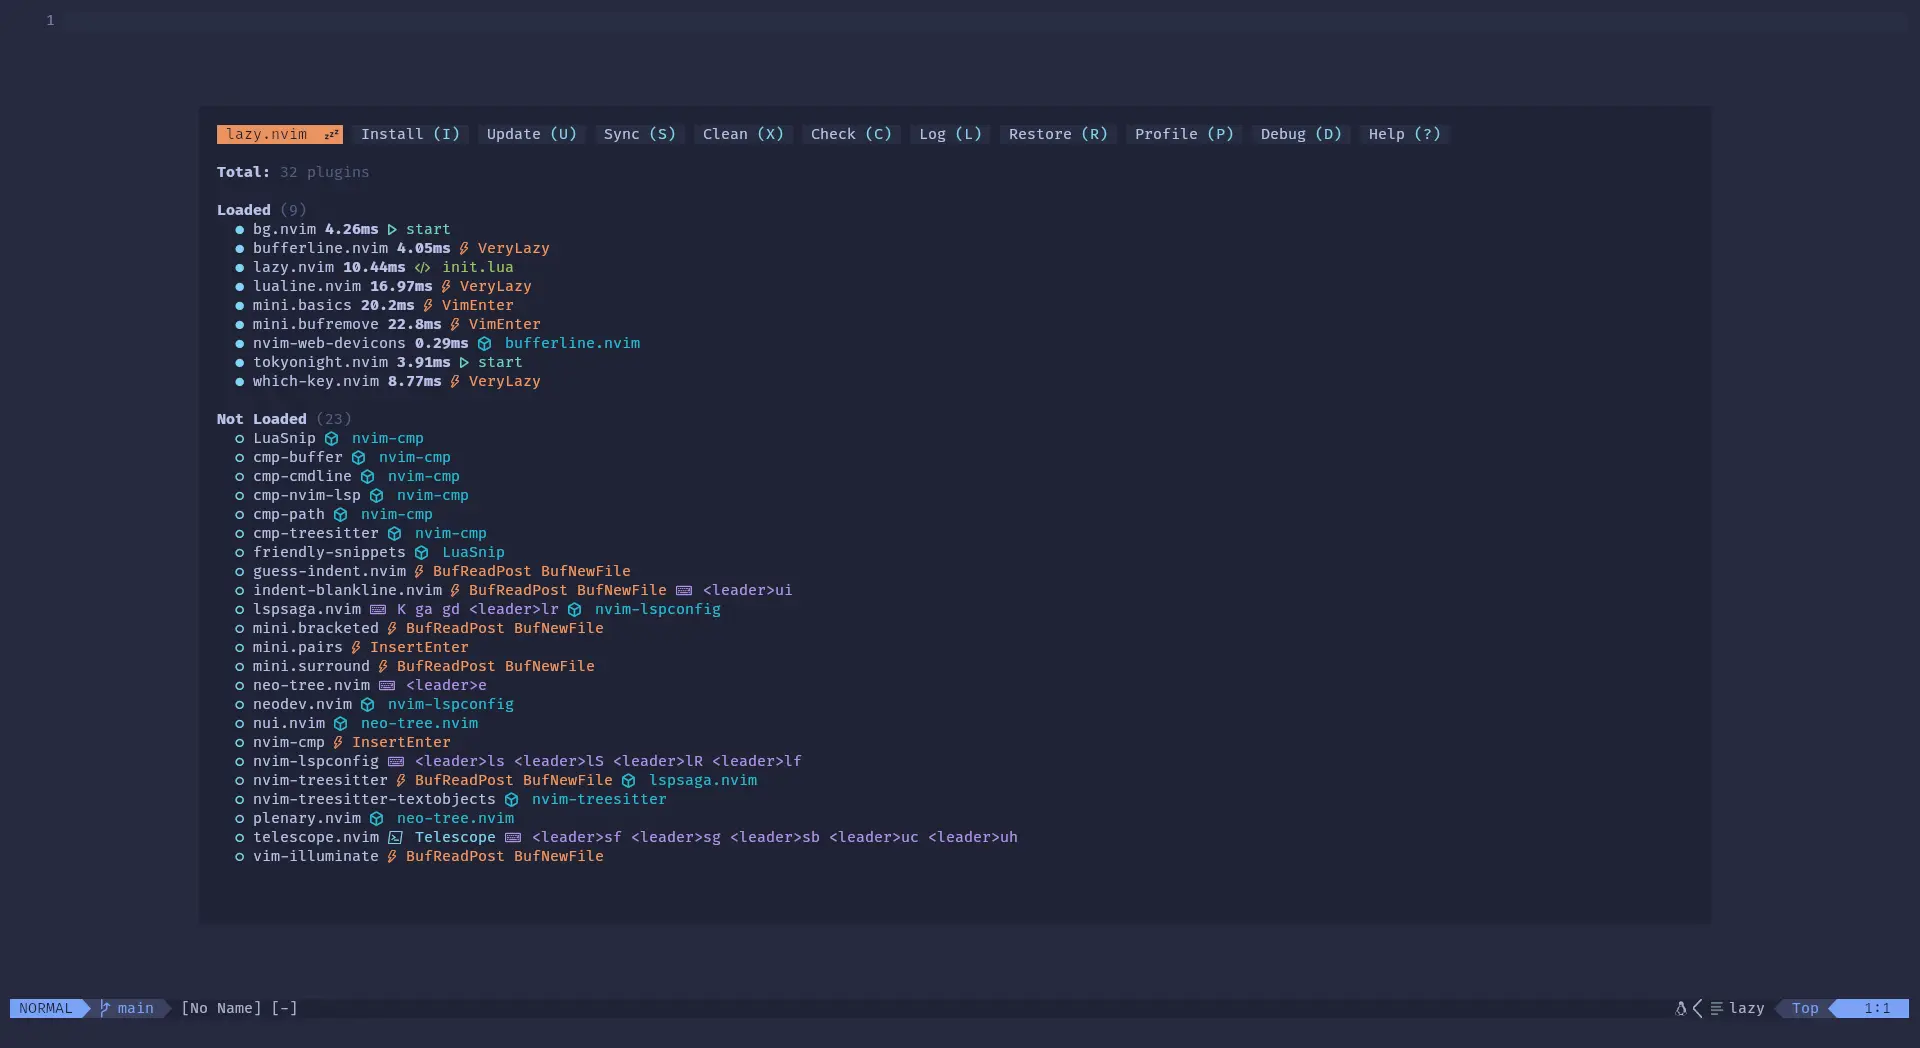 1
lazy.nvim zzz Install (I) Update (U) Sync (S) Clean (X) Check (C) Log (L) Restore (R) Profile (P) Debug (D) Help (?)
Total: 32 plugins
Loaded (9)
● bg.nvim 4.26ms start
● bufferline.nvim 4.05ms VeryLazy
● lazy.nvim 10.44ms </> init.lua
● lualine.nvim 16.97ms VeryLazy
● mini.basics 20.2ms VimEnter
● mini.bufremove 22.8ms VimEnter
● nvim-web-devicons 0.29ms bufferline.nvim
● tokyonight.nvim 3.91ms start
● which-key.nvim 8.77ms VeryLazy
Not Loaded (23)
○ LuaSnip nvim-cmp
○ cmp-buffer nvim-cmp
○ cmp-cmdline nvim-cmp
○ cmp-nvim-lsp nvim-cmp
○ cmp-path nvim-cmp
○ cmp-treesitter nvim-cmp
○ friendly-snippets LuaSnip
○ guess-indent.nvim BufReadPost BufNewFile
○ indent-blankline.nvim BufReadPost BufNewFile <leader>ui
○ lspsaga.nvim K ga gd <leader>lr nvim-lspconfig
○ mini.bracketed BufReadPost BufNewFile
○ mini.pairs InsertEnter
○ mini.surround BufReadPost BufNewFile
○ neo-tree.nvim <leader>e
○ neodev.nvim nvim-lspconfig
○ nui.nvim neo-tree.nvim
○ nvim-cmp InsertEnter
○ nvim-lspconfig <leader>ls <leader>lS <leader>lR <leader>lf
○ nvim-treesitter BufReadPost BufNewFile lspsaga.nvim
○ nvim-treesitter-textobjects nvim-treesitter
○ plenary.nvim neo-tree.nvim
○ telescope.nvim Telescope <leader>sf <leader>sg <leader>sb <leader>uc <leader>uh
○ vim-illuminate BufReadPost BufNewFile
NORMAL main [No Name] [-] lazy Top 1:1